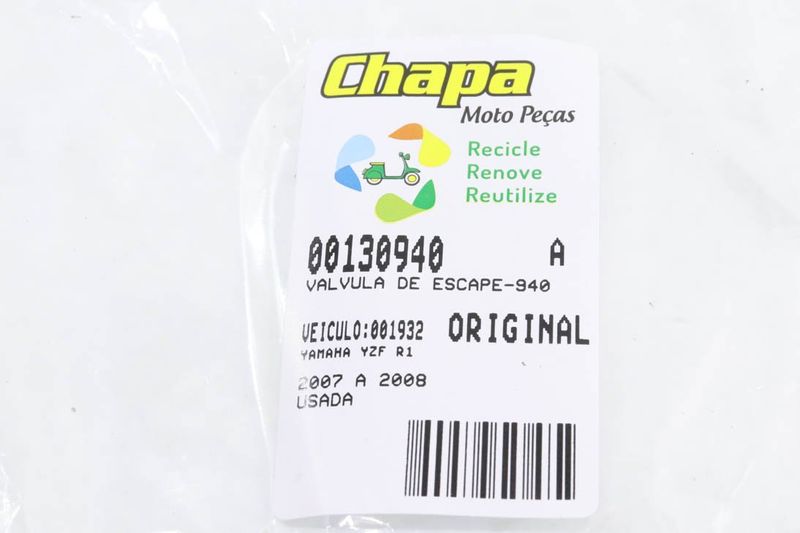 Chapa
Moto Peças
Recicle
Renove
Reutilize
00130940 A
VALVULA DE ESCAPE-940
VEICULO:001932 ORIGINAL
YAMAHA YZF R1
2007 A 2008
USADA